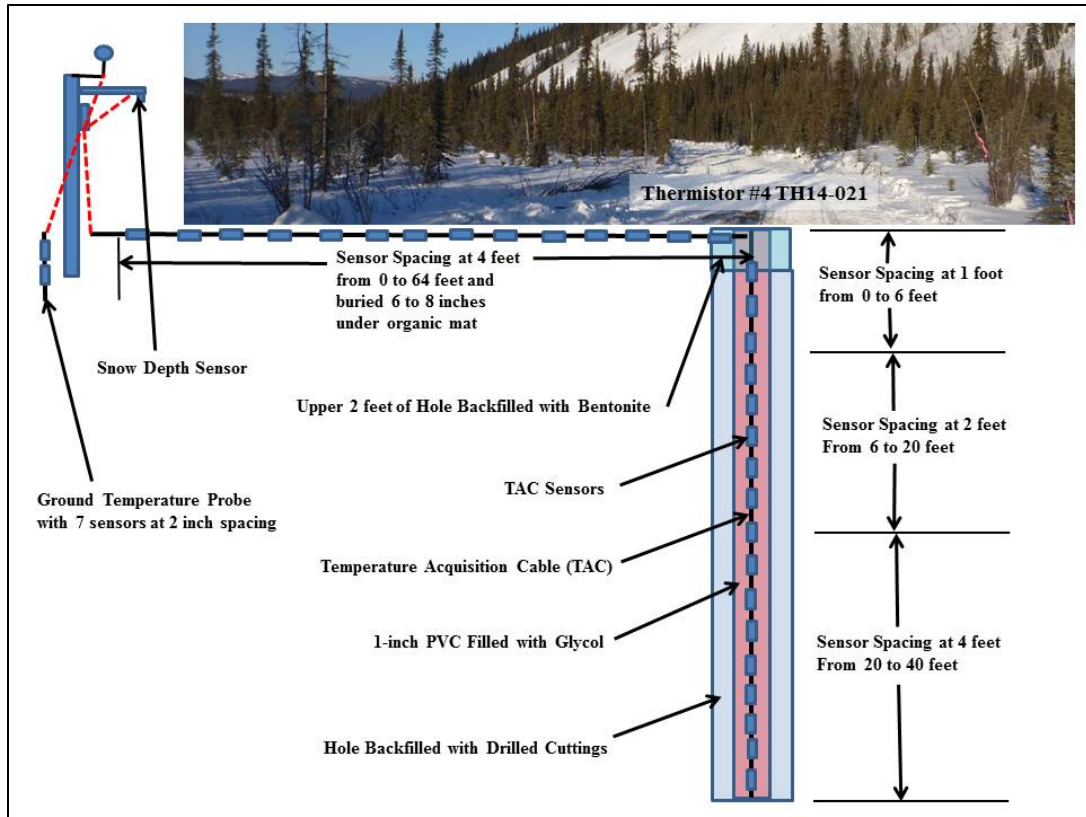 Thermistor #4 TH14-021
Sensor Spacing at 4 feet
from 0 to 64 feet and
buried 6 to 8 inches
under organic mat
Sensor Spacing at 1 foot
from 0 to 6 feet
Snow Depth Sensor
Upper 2 feet of Hole Backfilled with Bentonite
Sensor Spacing at 2 feet
From 6 to 20 feet
TAC Sensors
Ground Temperature Probe
with 7 sensors at 2 inch spacing
Temperature Acquisition Cable (TAC)
1-inch PVC Filled with Glycol
Sensor Spacing at 4 feet
From 20 to 40 feet
Hole Backfilled with Drilled Cuttings